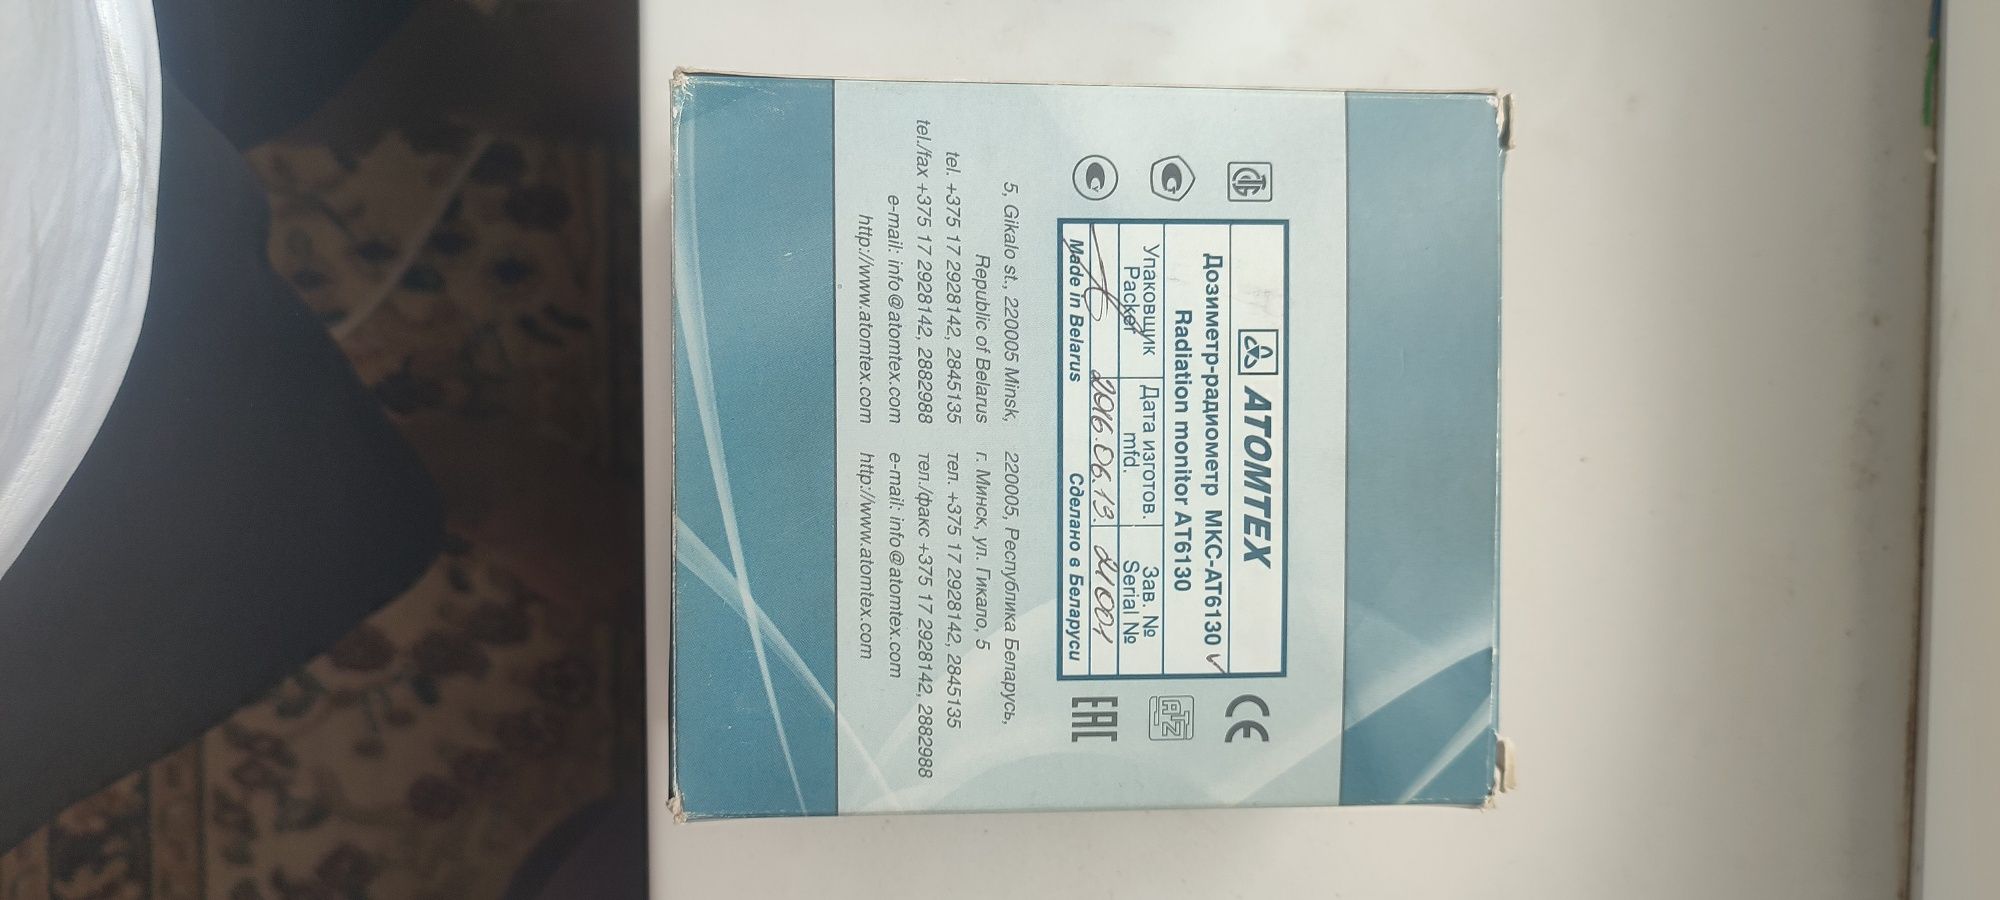 ATOMTEX
Дозиметр-радиометр МКС-АТ6130 ✓
Radiation monitor AT6130
Упаковщик Дата изготов. Зав. №
Packer mfd. Serial №
2016.06.13. 21001
Made in Belarus Сделано в Беларуси
СТБ
CE
EAC
5, Gikalo st., 220005 Minsk,
Republic of Belarus
tel. +375 17 2928142, 2845135
tel./fax +375 17 2928142, 2882988
e-mail: info@atomtex.com
http://www.atomtex.com
220005, Республика Беларусь,
г. Минск, ул. Гикало, 5
тел. +375 17 2928142, 2845135
тел./факс +375 17 2928142, 2882988
e-mail: info@atomtex.com
http://www.atomtex.com